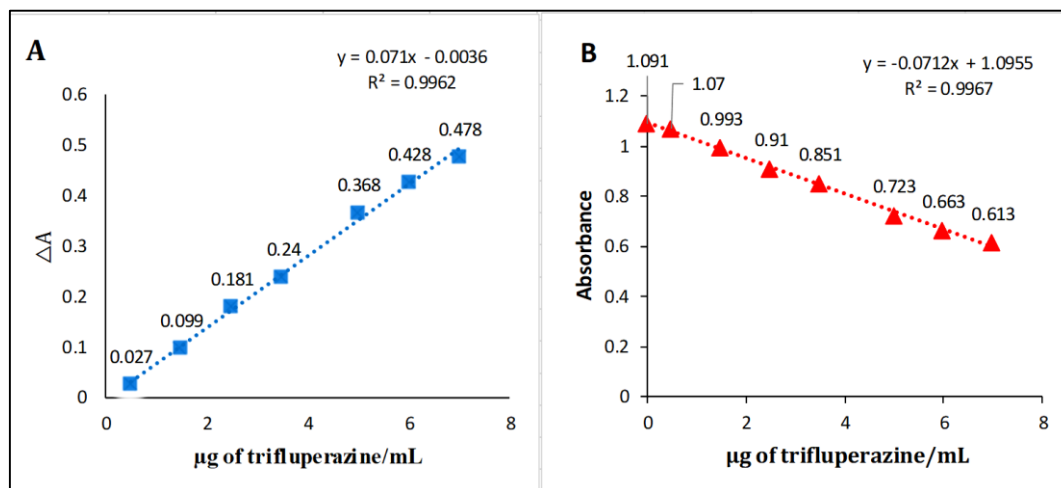 A
y = 0.071x - 0.0036
R² = 0.9962
0.6
0.5
0.4
0.3
0.2
0.1
0
0.027
0.099
0.181
0.24
0.368
0.428
0.478
0 2 4 6 8
△A
µg of trifluperazine/mL
B
y = -0.0712x + 1.0955
R² = 0.9967
1.2
1
0.8
0.6
0.4
0.2
0
1.091
1.07
0.993
0.91
0.851
0.723
0.663
0.613
0 2 4 6 8
Absorbance
µg of trifluperazine/mL